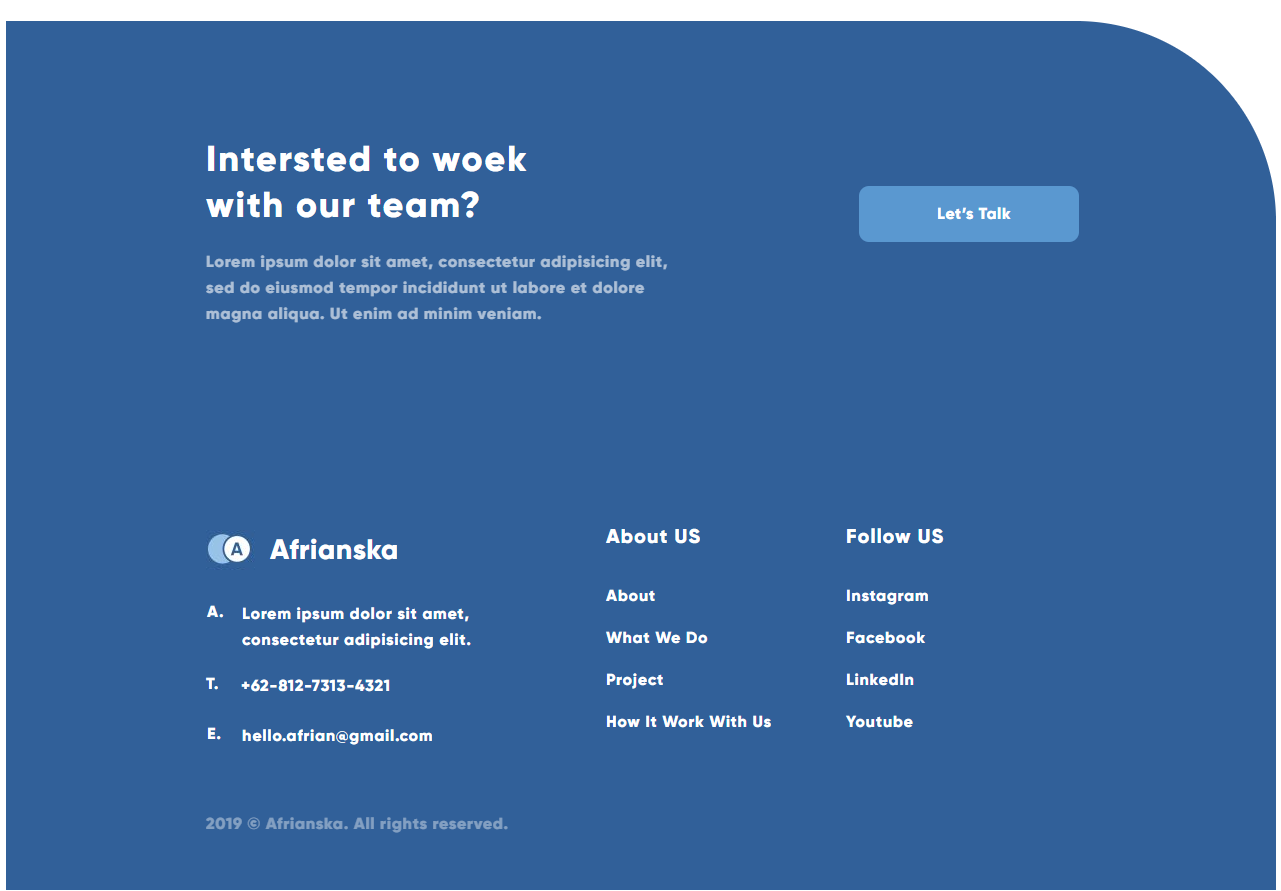 Intersted to woek
with our team?
Let's Talk
Lorem ipsum dolor sit amet, consectetur adipisicing elit,
sed do eiusmod tempor incididunt ut labore et dolore
magna aliqua. Ut enim ad minim veniam.
A Afrianska
A. Lorem ipsum dolor sit amet,
consectetur adipisicing elit.
T. +62-812-7313-4321
E. hello.afrian@gmail.com
About US
About
What We Do
Project
How It Work With Us
Follow US
Instagram
Facebook
LinkedIn
Youtube
2019 © Afrianska. All rights reserved.